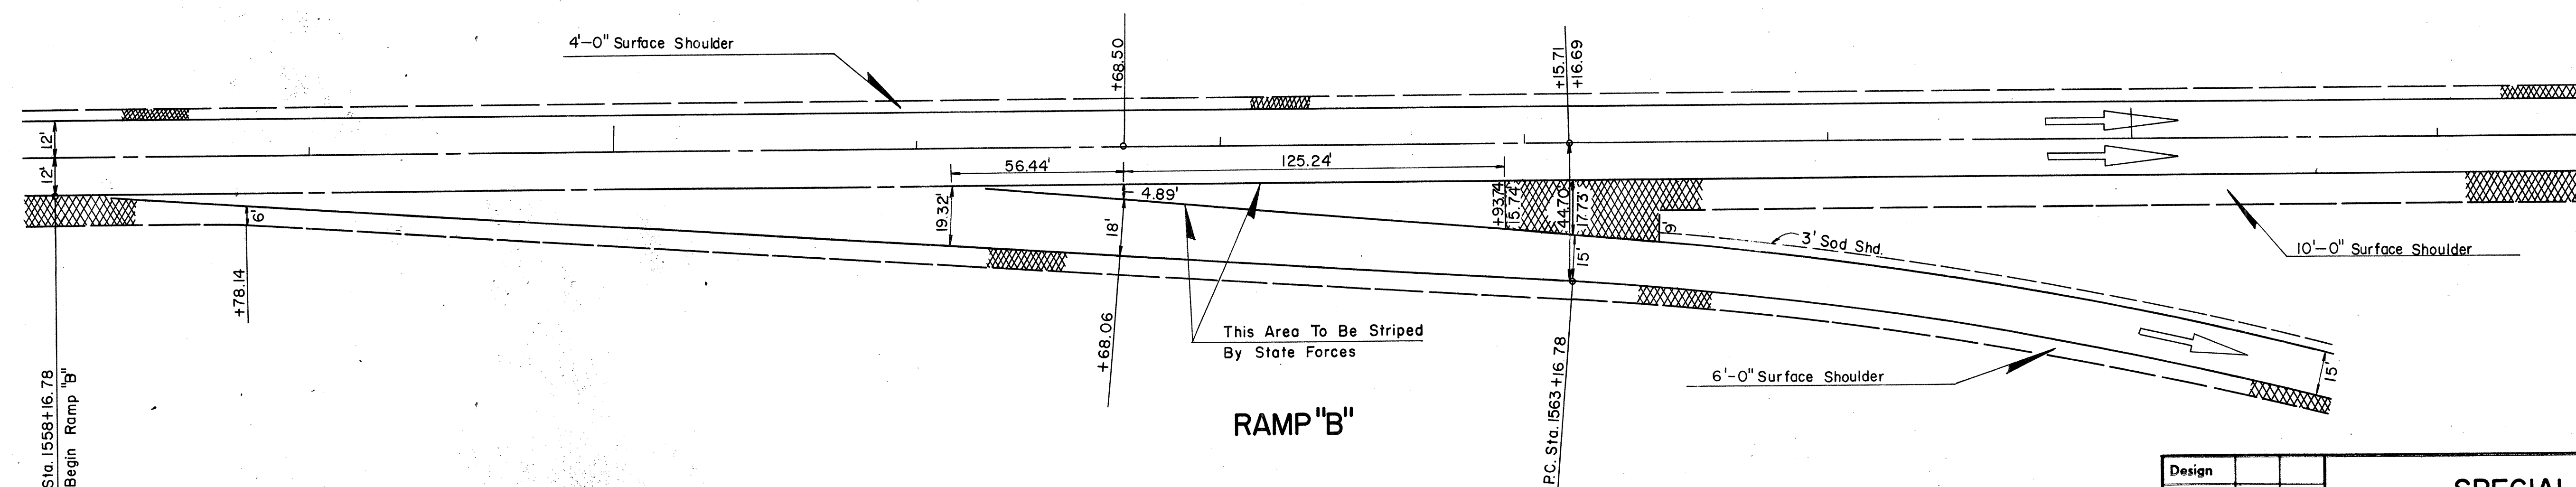 4'-0" Surface Shoulder
+68.50
+15.71
+16.69
12'
12'
56.44'
125.24'
4.89'
19.32'
18'
+93.74
15.74'
44.70'
17.73'
9'
15'
3' Sod Shd.
10'-0" Surface Shoulder
6'
+78.14
This Area To Be Striped
By State Forces
+68.06
6'-0" Surface Shoulder
15'
Sta. 1558+16.78
Begin Ramp "B"
RAMP "B"
P.C. Sta. 1563+16.78
Design
SPECIAL